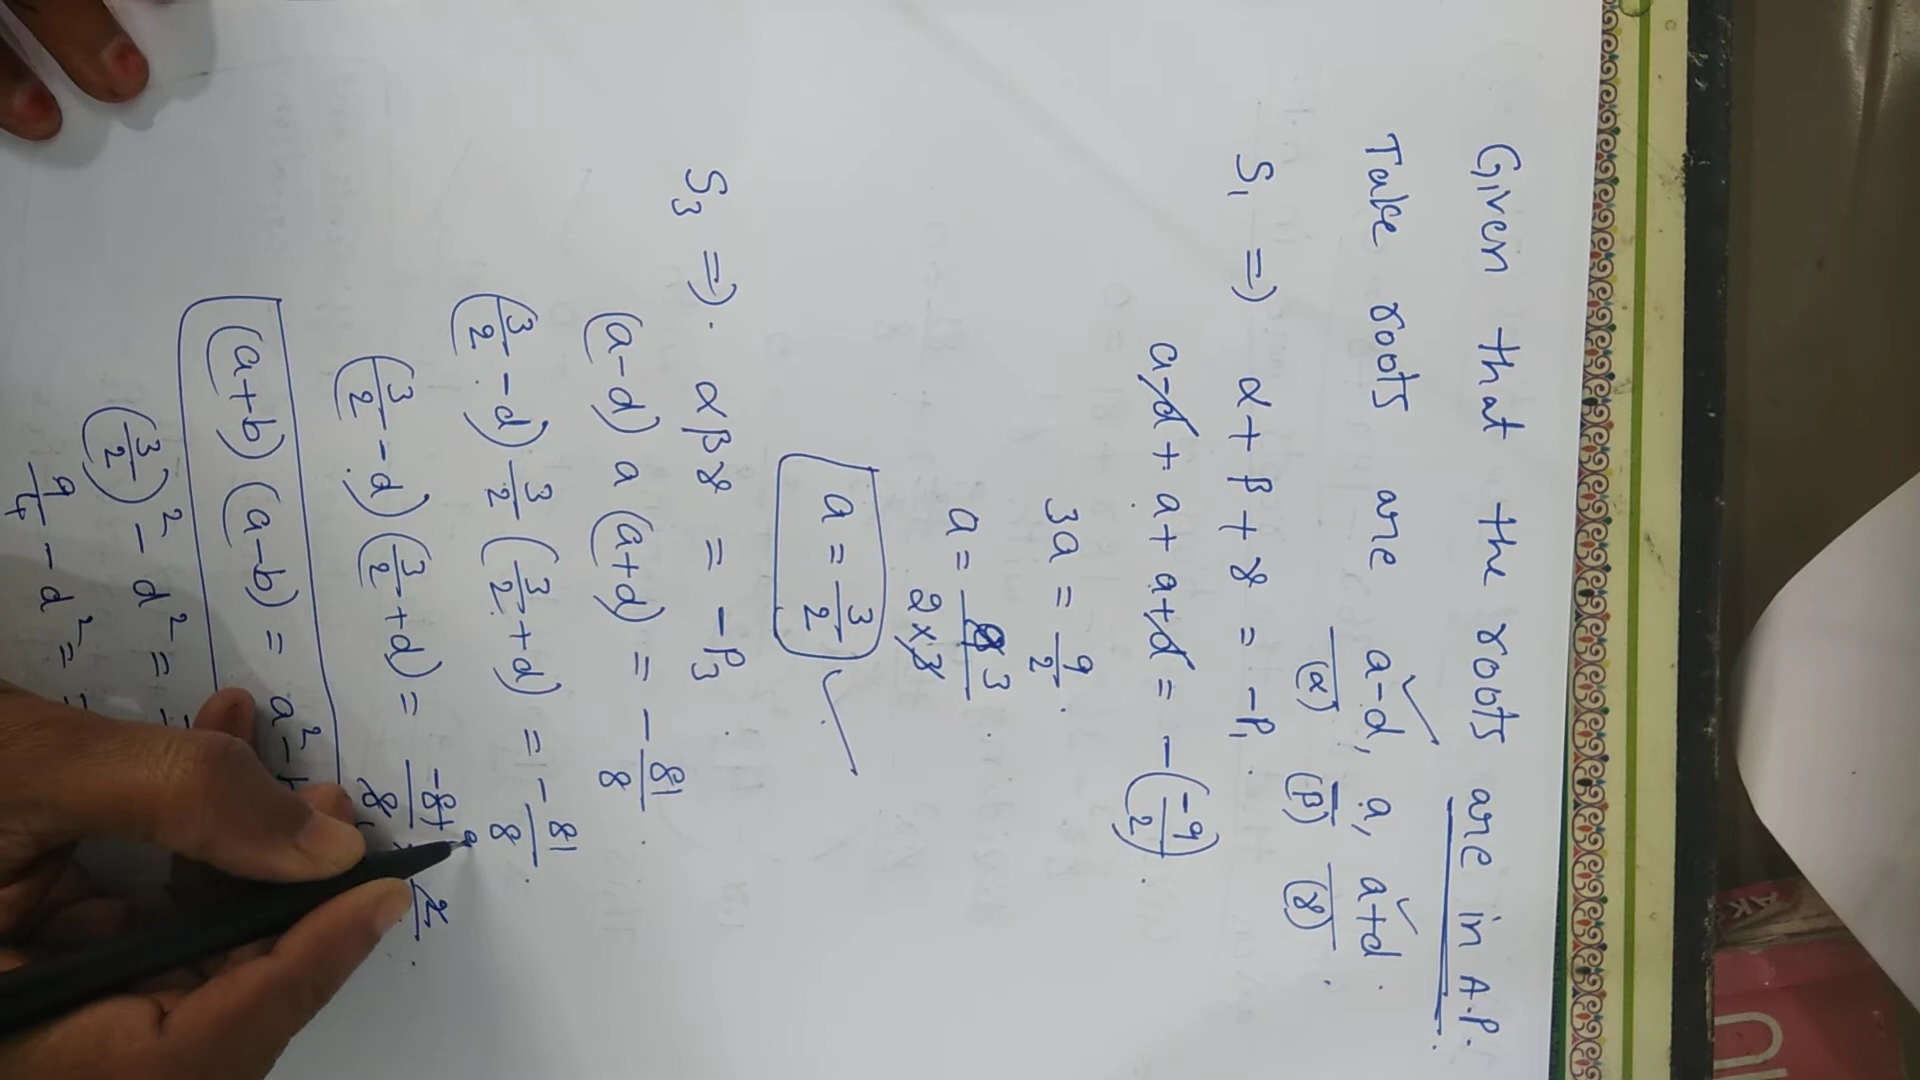 Given that the roots are in A.P.
Take roots are a-d, a, a+d.
(α) (β) (γ)
S₁ ⇒ α+β+γ = -P₁.
a-d+a+a+d = -(-9/2).
3a = 9/2.
a = 9 3/2×3
a = 3/2
S₃ ⇒. αβγ = -P₃
(a-d) a (a+d) = -81/8
(3/2-d) 3/2 (3/2+d) = -81/8.
(3/2-d)(3/2+d) = -81/8 × 2
(a+b)(a-b) = a²-b
(3/2)² - d² =
9/4 - d² =